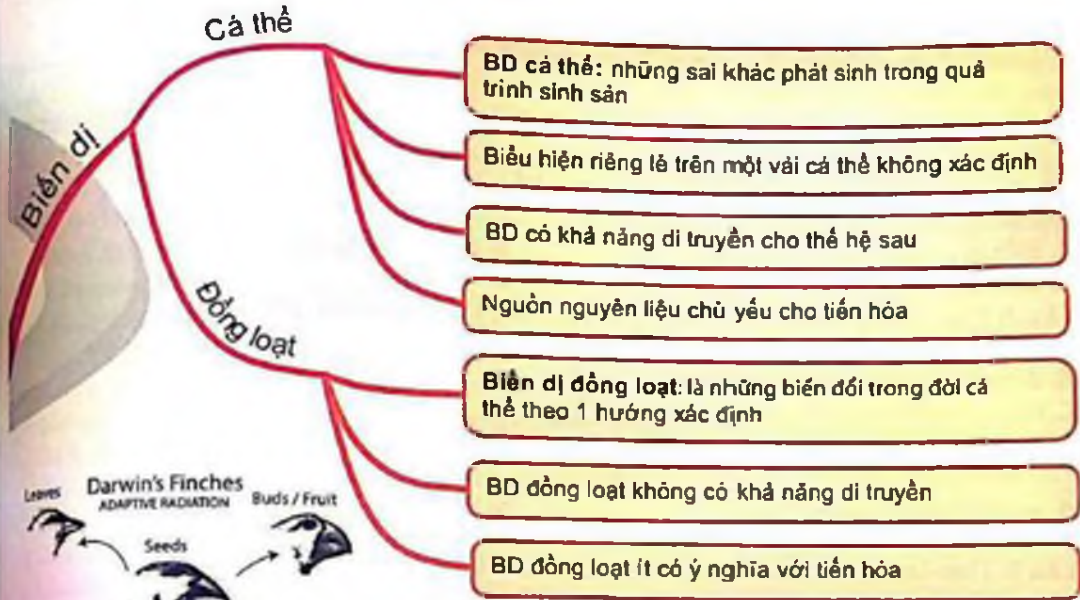 Biến dị
Cá thể
BD cá thể: những sai khác phát sinh trong quá
trình sinh sản
Biểu hiện riêng lẻ trên một vài cá thể không xác định
BD có khả năng di truyền cho thế hệ sau
Nguồn nguyên liệu chủ yếu cho tiến hóa
Đồng loạt
Biến dị đồng loạt: là những biến đổi trong đời cá
thể theo 1 hướng xác định
BD đồng loạt không có khả năng di truyền
BD đồng loạt ít có ý nghĩa với tiến hóa
Darwin's Finches
ADAPTIVE RADIATION
Leaves
Buds / Fruit
Seeds